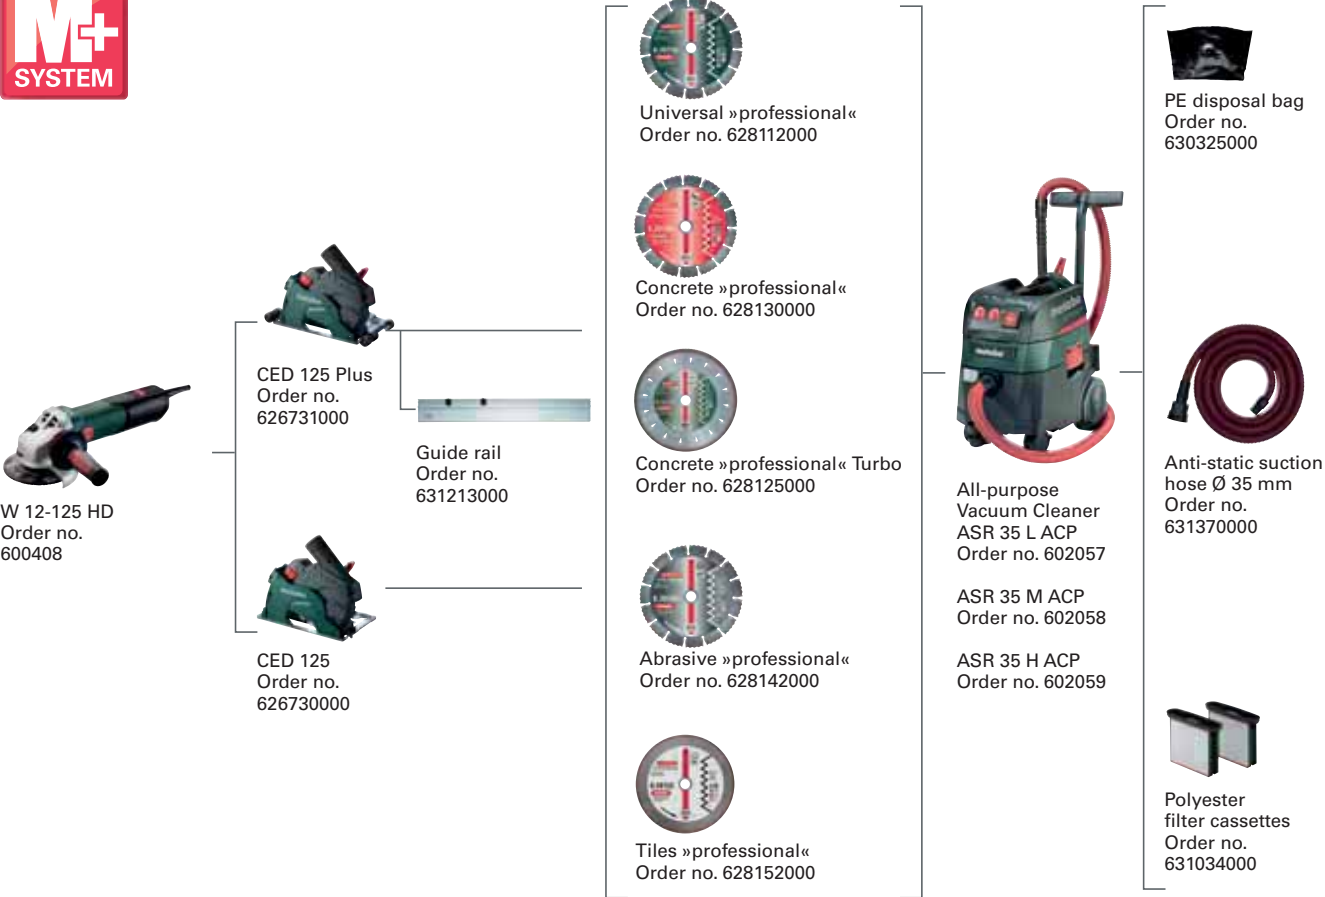 M+
SYSTEM
W 12-125 HD
Order no.
600408
CED 125 Plus
Order no.
626731000
Guide rail
Order no.
631213000
CED 125
Order no.
626730000
Universal »professional«
Order no. 628112000
Concrete »professional«
Order no. 628130000
Concrete »professional« Turbo
Order no. 628125000
Abrasive »professional«
Order no. 628142000
Tiles »professional«
Order no. 628152000
All-purpose
Vacuum Cleaner
ASR 35 L ACP
Order no. 602057
ASR 35 M ACP
Order no. 602058
ASR 35 H ACP
Order no. 602059
PE disposal bag
Order no.
630325000
Anti-static suction
hose Ø 35 mm
Order no.
631370000
Polyester
filter cassettes
Order no.
631034000